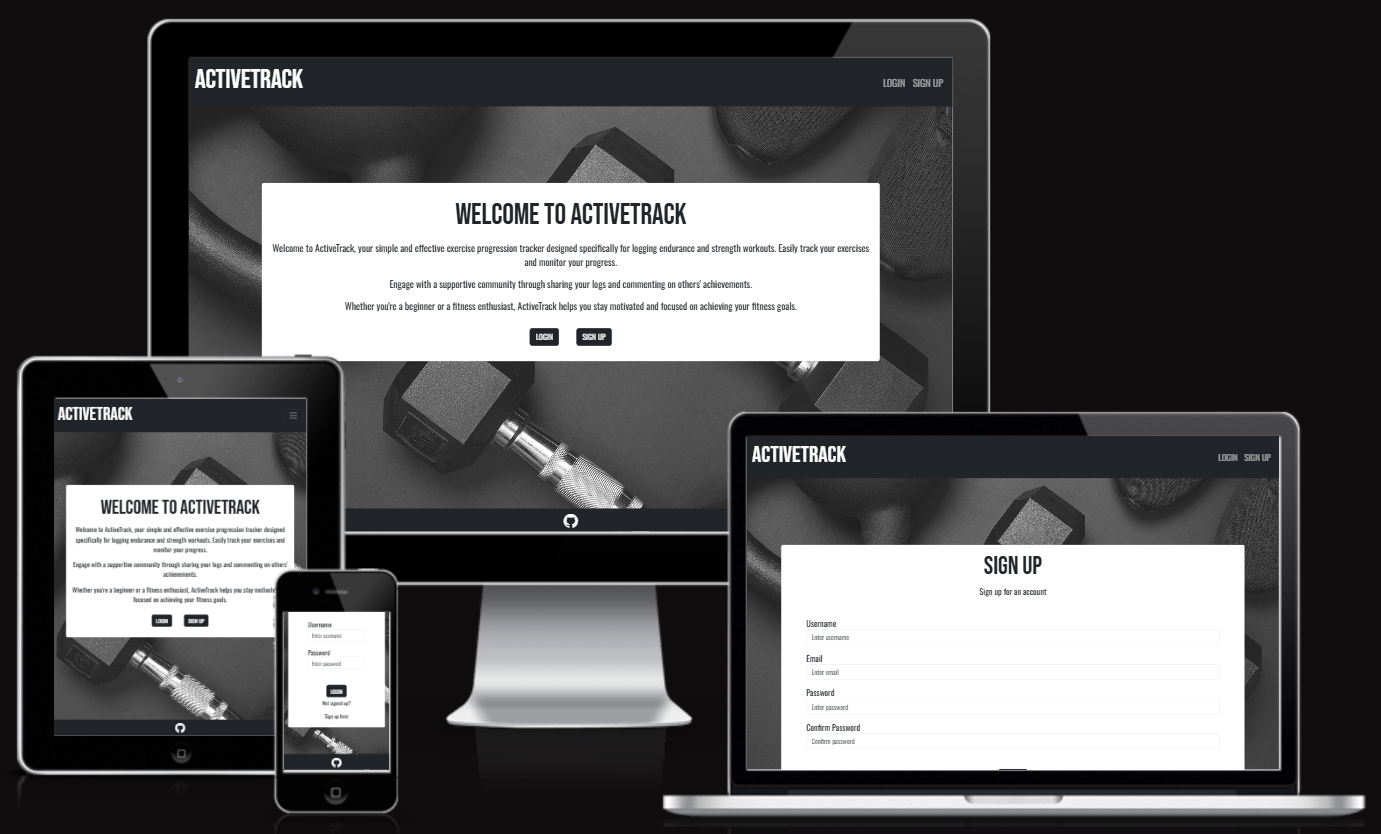 ACTIVETRACK
LOGIN SIGN UP
WELCOME TO ACTIVETRACK
Welcome to ActiveTrack, your simple and effective exercise progression tracker designed specifically for logging endurance and strength workouts. Easily track your exercises
and monitor your progress.
Engage with a supportive community through sharing your logs and commenting on others' achievements.
Whether you're a beginner or a fitness enthusiast, ActiveTrack helps you stay motivated and focused on achieving your fitness goals.
LOGIN SIGN UP
ACTIVETRACK
WELCOME TO ACTIVETRACK
Welcome to ActiveTrack, your simple and effective exercise progression tracker designed
specifically for logging endurance and strength workouts. Easily track your exercises and
monitor your progress.
Engage with a supportive community through sharing your logs and commenting on others'
achievements.
Whether you're a beginner or a fitness enthusiast, ActiveTrack helps you stay motivate
focused on achieving your fitness goals.
LOGIN SIGN UP
Username
Enter username
Password
Enter password
LOGIN
Not signed up?
Sign up here
ACTIVETRACK
LOGIN SIGN UP
SIGN UP
Sign up for an account
Username
Enter username
Email
Enter email
Password
Enter password
Confirm Password
Confirm password